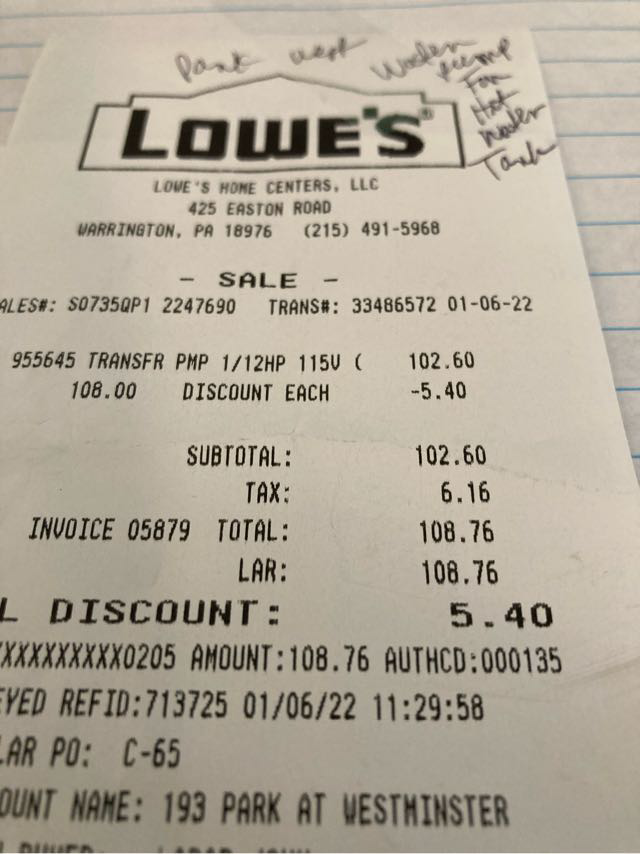 Park west Water
pump
For
Hot
water
Tank
LOWE'S®
LOWE'S HOME CENTERS, LLC
425 EASTON ROAD
WARRINGTON, PA 18976 (215) 491-5968
- SALE -
ALES#: S0735QP1 2247690 TRANS#: 33486572 01-06-22
955645 TRANSFR PMP 1/12HP 115V ( 102.60
108.00 DISCOUNT EACH -5.40
SUBTOTAL: 102.60
TAX: 6.16
INVOICE 05879 TOTAL: 108.76
LAR: 108.76
L DISCOUNT: 5.40
XXXXXXXXXX0205 AMOUNT:108.76 AUTHCD:000135
EYED REFID:713725 01/06/22 11:29:58
LAR PO: C-65
OUNT NAME: 193 PARK AT WESTMINSTER